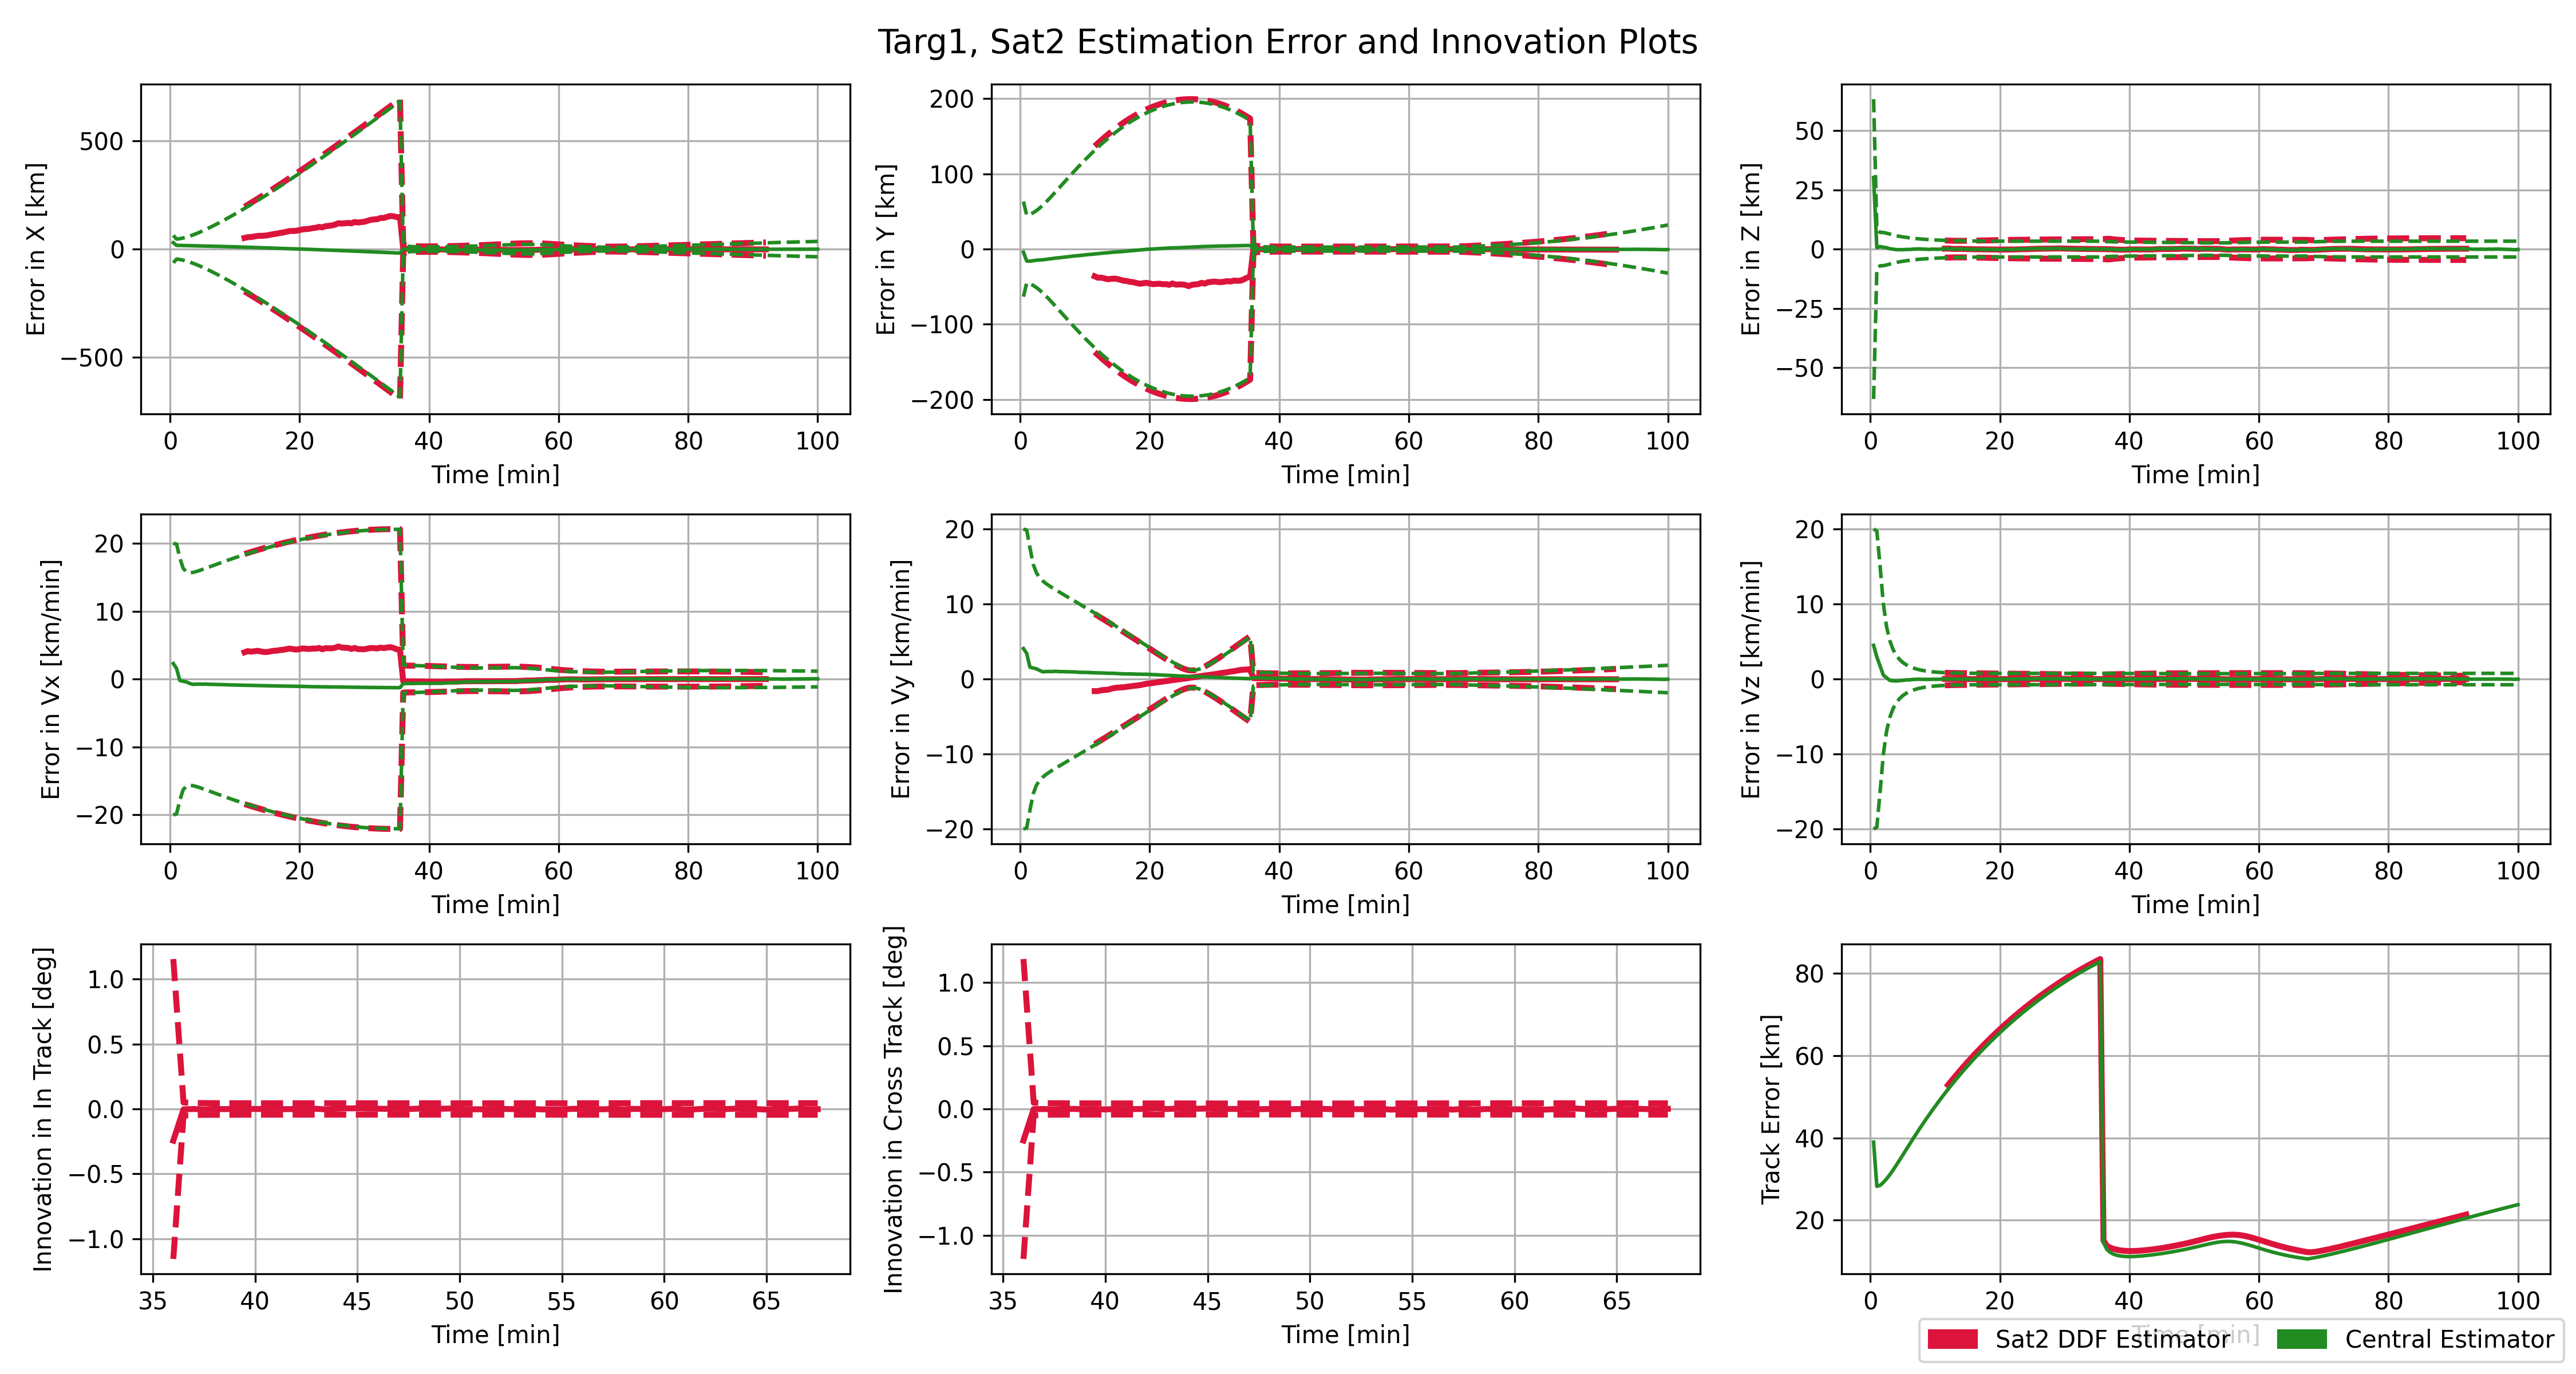 Targ1, Sat2 Estimation Error and Innovation Plots
Error in X [km]
500
0
−500
0 20 40 60 80 100
Time [min]
Error in Y [km]
200
100
0
−100
−200
0 20 40 60 80 100
Time [min]
Error in Z [km]
50
25
0
−25
−50
0 20 40 60 80 100
Time [min]
Error in Vx [km/min]
20
10
0
−10
−20
0 20 40 60 80 100
Time [min]
Error in Vy [km/min]
20
10
0
−10
−20
0 20 40 60 80 100
Time [min]
Error in Vz [km/min]
20
10
0
−10
−20
0 20 40 60 80 100
Time [min]
Innovation in In Track [deg]
1.0
0.5
0.0
−0.5
−1.0
35 40 45 50 55 60 65
Time [min]
Innovation in Cross Track [deg]
1.0
0.5
0.0
−0.5
−1.0
35 40 45 50 55 60 65
Time [min]
Track Error [km]
80
60
40
20
0 20 40 60 80 100
Time [min]
Sat2 DDF Estimator Central Estimator